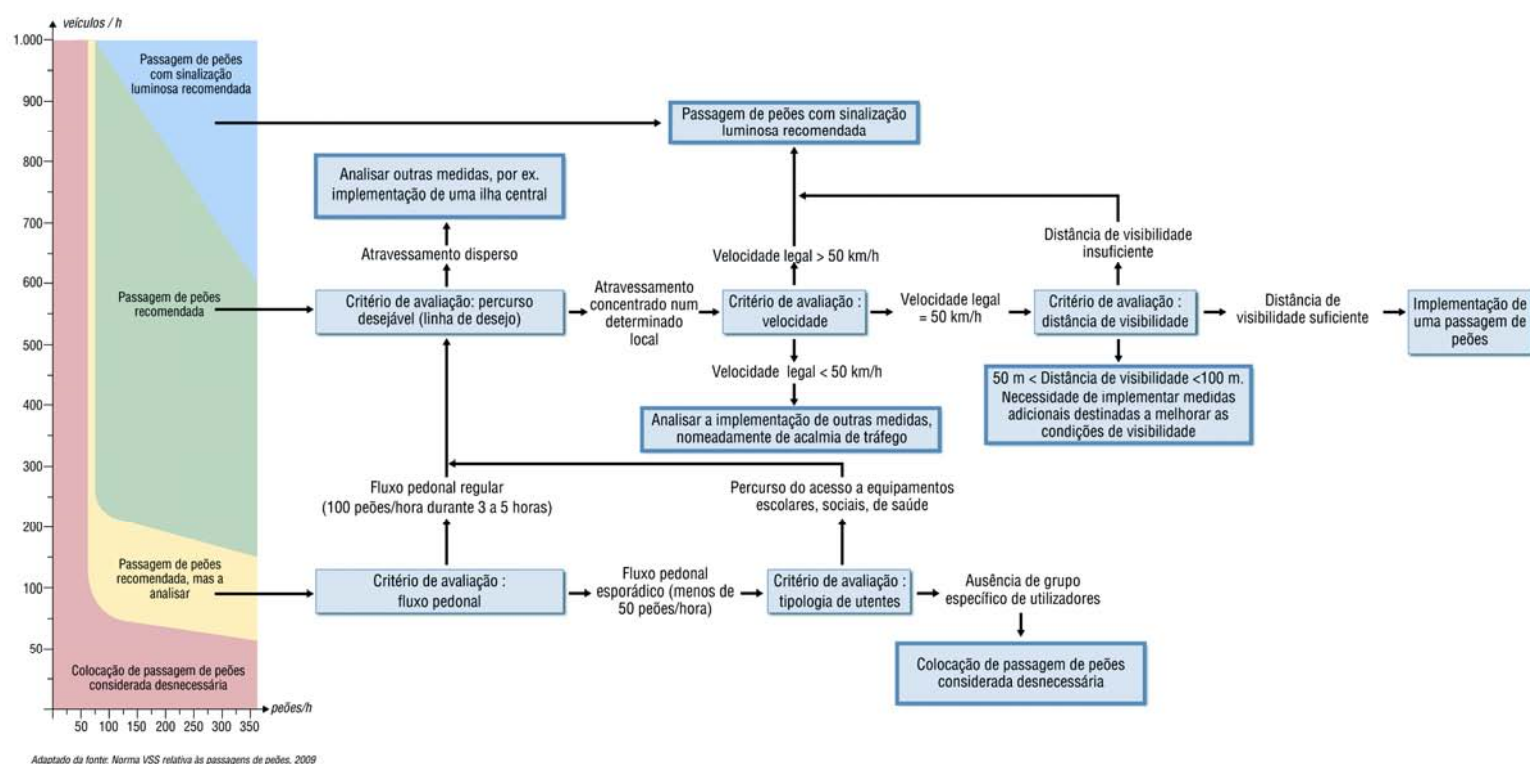 veículos / h
1.000
900
800
700
600
500
400
300
200
100
50
50 100 150 200 250 300 350
peões/h
Passagem de peões
com sinalização
luminosa recomendada
Passagem de peões
recomendada
Passagem de peões
recomendada, mas a
analisar
Colocação de passagem de peões
considerada desnecessária
Passagem de peões com sinalização
luminosa recomendada
Analisar outras medidas, por ex.
implementação de uma ilha central
Atravessamento disperso
Critério de avaliação: percurso
desejável (linha de desejo)
Atravessamento
concentrado num
determinado
local
Velocidade legal > 50 km/h
Critério de avaliação :
velocidade
Velocidade legal < 50 km/h
Analisar a implementação de outras medidas,
nomeadamente de acalmia de tráfego
Velocidade legal
= 50 km/h
Distância de visibilidade
insuficiente
Critério de avaliação :
distância de visibilidade
50 m < Distância de visibilidade <100 m.
Necessidade de implementar medidas
adicionais destinadas a melhorar as
condições de visibilidade
Distância de
visibilidade suficiente
Implementação de
uma passagem de
peões
Fluxo pedonal regular
(100 peões/hora durante 3 a 5 horas)
Critério de avaliação :
fluxo pedonal
Fluxo pedonal
esporádico (menos de
50 peões/hora)
Percurso do acesso a equipamentos
escolares, sociais, de saúde
Critério de avaliação :
tipologia de utentes
Ausência de grupo
específico de utilizadores
Colocação de passagem de peões
considerada desnecessária
Adaptado da fonte: Norma VSS relativa às passagens de peões, 2009